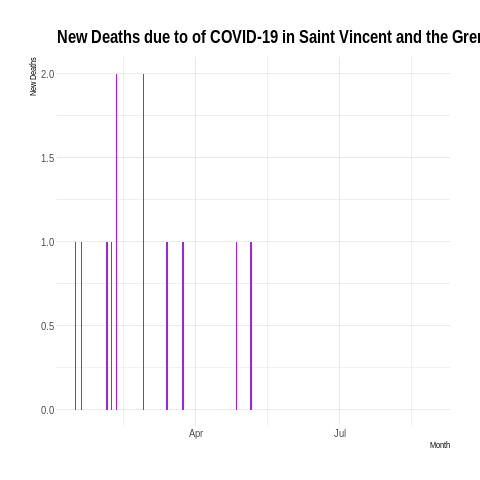 New Deaths due to of COVID-19 in Saint Vincent and the Gren
New Deaths
2.0
1.5
1.0
0.5
0.0
Apr
Jul
Month